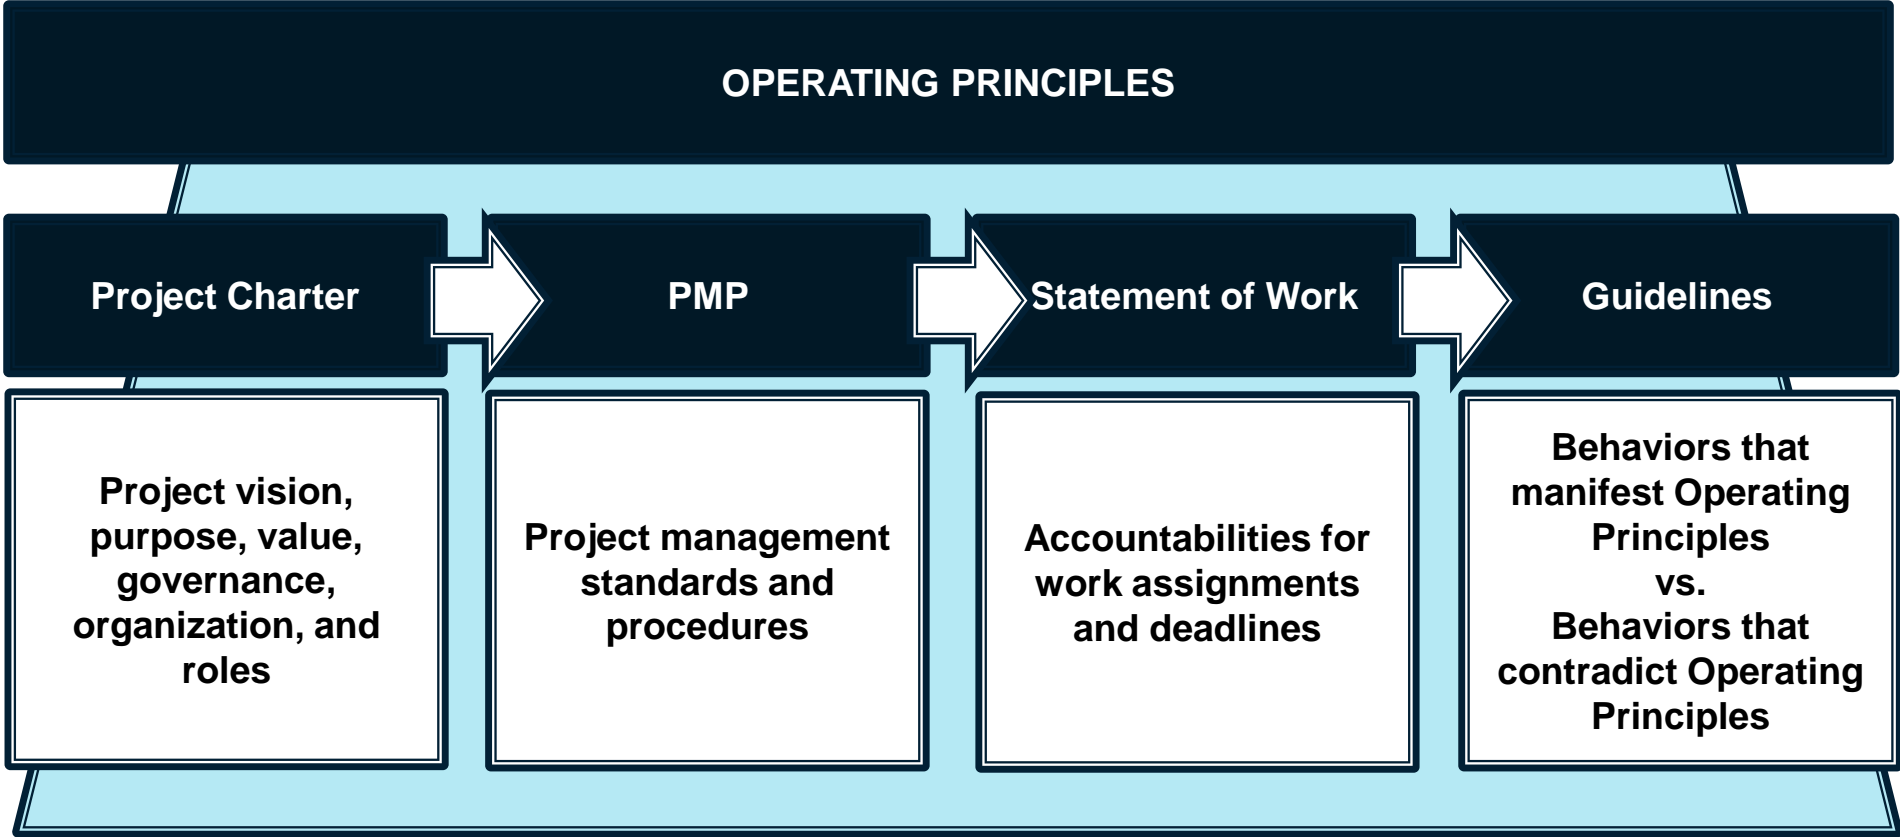 OPERATING PRINCIPLES
Project Charter
PMP
Statement of Work
Guidelines
Project vision,
purpose, value,
governance,
organization, and
roles
Project management
standards and
procedures
Accountabilities for
work assignments
and deadlines
Behaviors that
manifest Operating
Principles
vs.
Behaviors that
contradict Operating
Principles